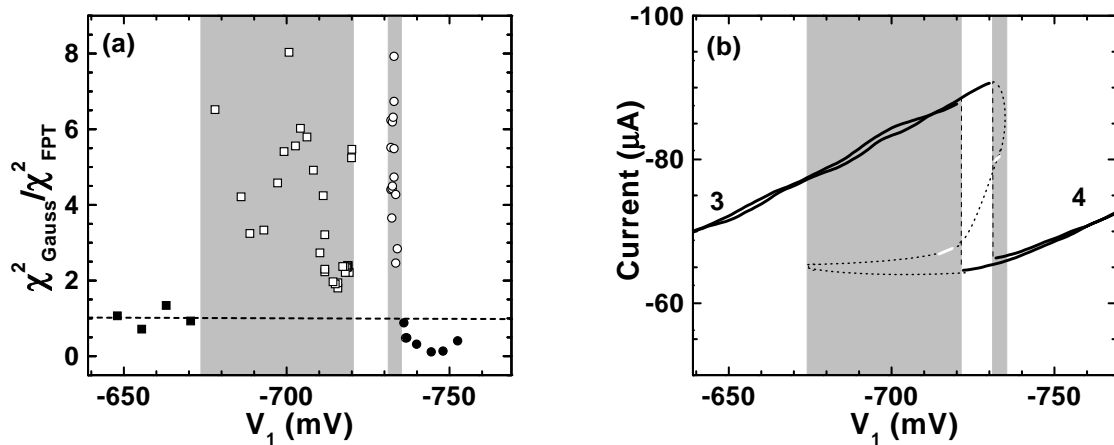 (a)
8
6
4
2
0
χ²Gauss/χ²FPT
-650
-700
-750
V₁ (mV)
(b)
-100
-80
-60
Current (μA)
3
4
-650
-700
-750
V₁ (mV)